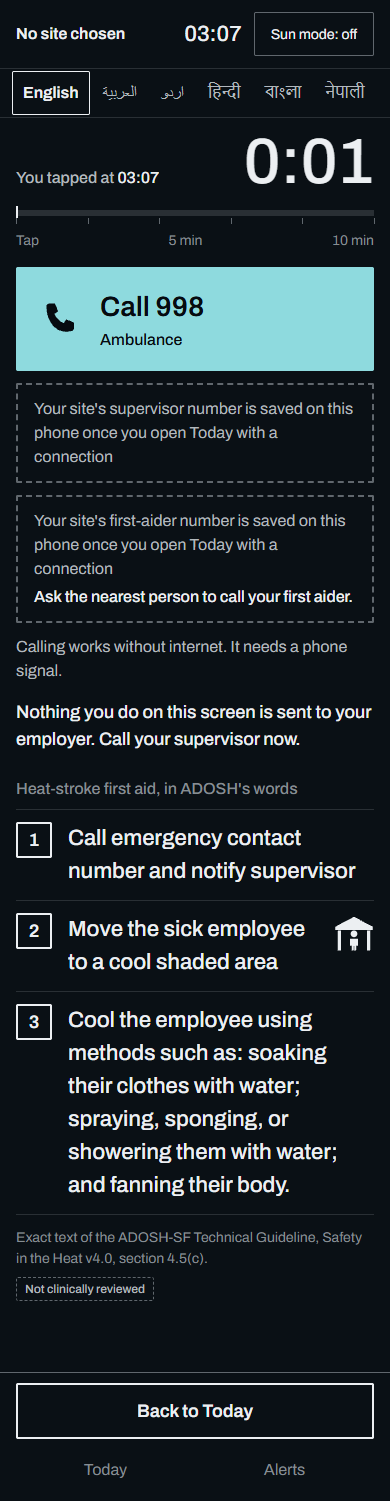 No site chosen
03:07
Sun mode: off
English
العربية
اردو
हिन्दी
বাংলা
नेपाली
You tapped at 03:07
0:01
Tap
5 min
10 min
Call 998
Ambulance
Your site's supervisor number is saved on this
phone once you open Today with a
connection
Your site's first-aider number is saved on this
phone once you open Today with a
connection
Ask the nearest person to call your first aider.
Calling works without internet. It needs a phone
signal.
Nothing you do on this screen is sent to your
employer. Call your supervisor now.
Heat-stroke first aid, in ADOSH's words
1
Call emergency contact
number and notify supervisor
2
Move the sick employee
to a cool shaded area
3
Cool the employee using
methods such as: soaking
their clothes with water;
spraying, sponging, or
showering them with water;
and fanning their body.
Exact text of the ADOSH-SF Technical Guideline, Safety
in the Heat v4.0, section 4.5(c).
Not clinically reviewed
Back to Today
Today
Alerts